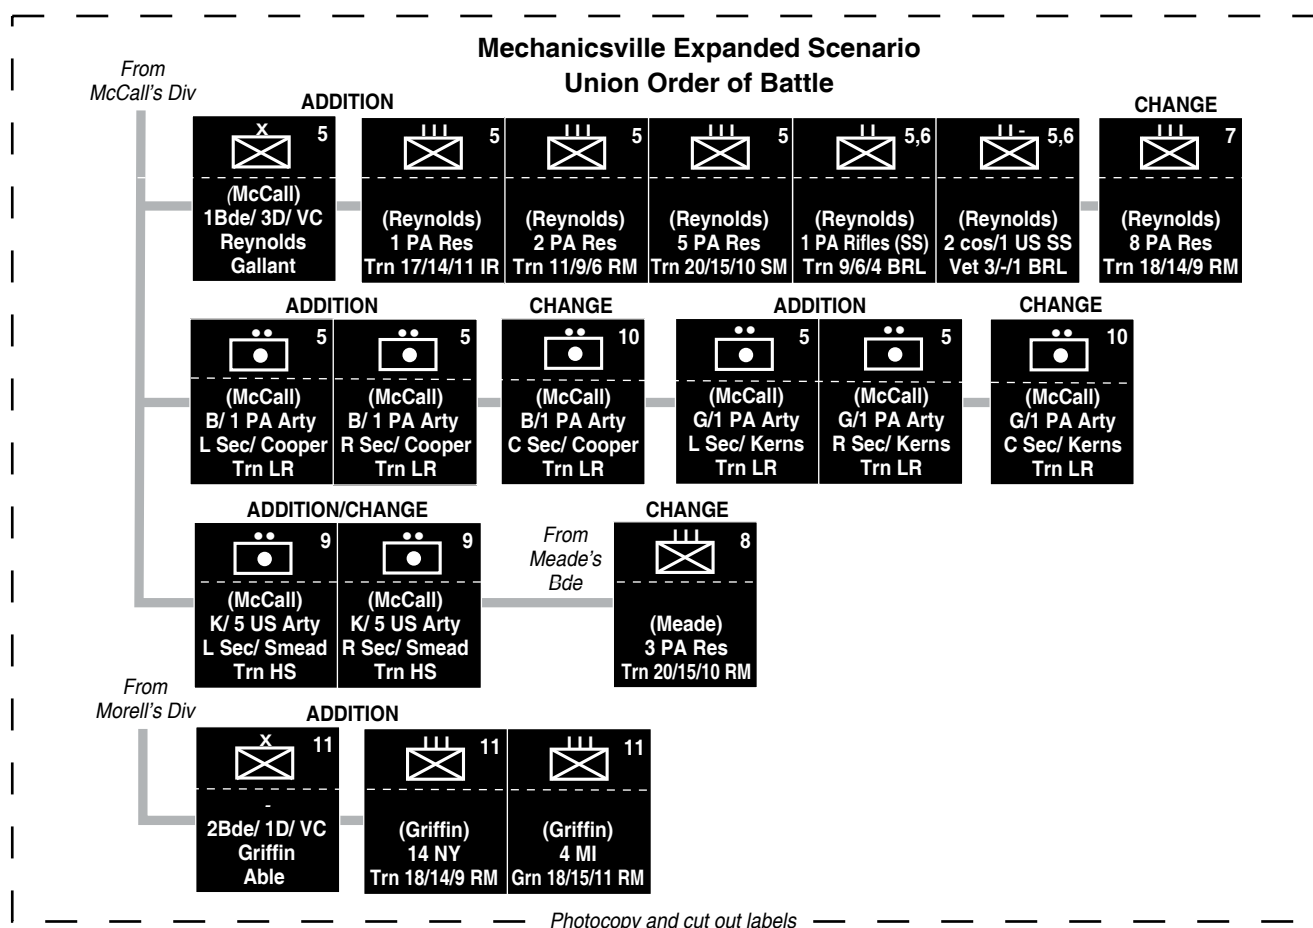 Mechanicsville Expanded Scenario
Union Order of Battle
From
McCall's Div
ADDITION
CHANGE
X
5
(McCall)
1Bde/ 3D/ VC
Reynolds
Gallant
III
5
(Reynolds)
1 PA Res
Trn 17/14/11 IR
III
5
(Reynolds)
2 PA Res
Trn 11/9/6 RM
III
5
(Reynolds)
5 PA Res
Trn 20/15/10 SM
II
5,6
(Reynolds)
1 PA Rifles (SS)
Trn 9/6/4 BRL
II-
5,6
(Reynolds)
2 cos/1 US SS
Vet 3/-/1 BRL
III
7
(Reynolds)
8 PA Res
Trn 18/14/9 RM
ADDITION
CHANGE
ADDITION
CHANGE
5
(McCall)
B/ 1 PA Arty
L Sec/ Cooper
Trn LR
5
(McCall)
B/ 1 PA Arty
R Sec/ Cooper
Trn LR
10
(McCall)
B/1 PA Arty
C Sec/ Cooper
Trn LR
5
(McCall)
G/1 PA Arty
L Sec/ Kerns
Trn LR
5
(McCall)
G/1 PA Arty
R Sec/ Kerns
Trn LR
10
(McCall)
G/1 PA Arty
C Sec/ Kerns
Trn LR
ADDITION/CHANGE
CHANGE
9
(McCall)
K/ 5 US Arty
L Sec/ Smead
Trn HS
9
(McCall)
K/ 5 US Arty
R Sec/ Smead
Trn HS
From
Meade's
Bde
III
8
(Meade)
3 PA Res
Trn 20/15/10 RM
From
Morell's Div
ADDITION
X
11
-
2Bde/ 1D/ VC
Griffin
Able
III
11
(Griffin)
14 NY
Trn 18/14/9 RM
III
11
(Griffin)
4 MI
Grn 18/15/11 RM
Photocopy and cut out labels